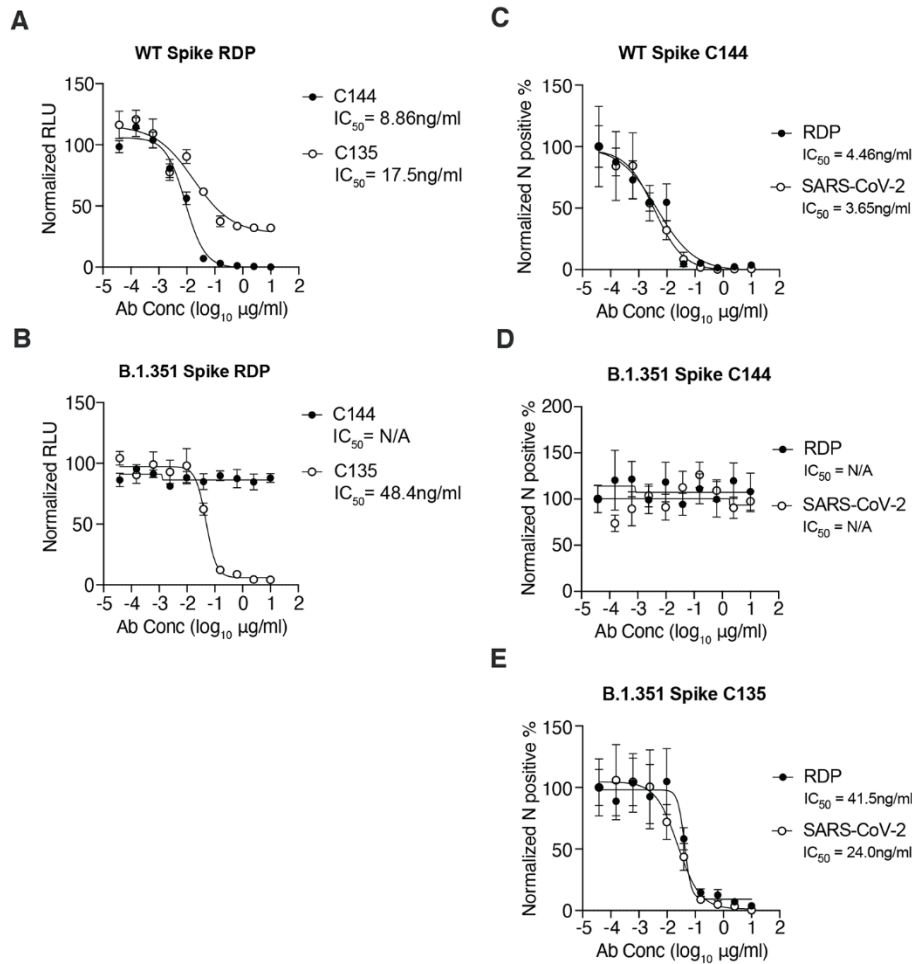 A
WT Spike RDP
150
100
50
0
Normalized RLU
-5 -4 -3 -2 -1 0 1 2
Ab Conc (log10 µg/ml)
C144
IC50= 8.86ng/ml
C135
IC50= 17.5ng/ml
B
B.1.351 Spike RDP
150
100
50
0
Normalized RLU
-5 -4 -3 -2 -1 0 1 2
Ab Conc (log10 µg/ml)
C144
IC50= N/A
C135
IC50= 48.4ng/ml
C
WT Spike C144
150
100
50
0
Normalized N positive %
-5 -4 -3 -2 -1 0 1 2
Ab Conc (log10 µg/ml)
RDP
IC50 = 4.46ng/ml
SARS-CoV-2
IC50 = 3.65ng/ml
D
B.1.351 Spike C144
200
150
100
50
0
Normalized N positive %
-5 -4 -3 -2 -1 0 1 2
Ab Conc (log10 µg/ml)
RDP
IC50 = N/A
SARS-CoV-2
IC50 = N/A
E
B.1.351 Spike C135
150
100
50
0
Normalized N positive %
-5 -4 -3 -2 -1 0 1 2
Ab Conc (log10 µg/ml)
RDP
IC50 = 41.5ng/ml
SARS-CoV-2
IC50 = 24.0ng/ml